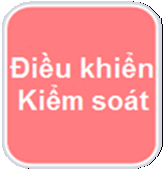 Điều khiển
Kiểm soát